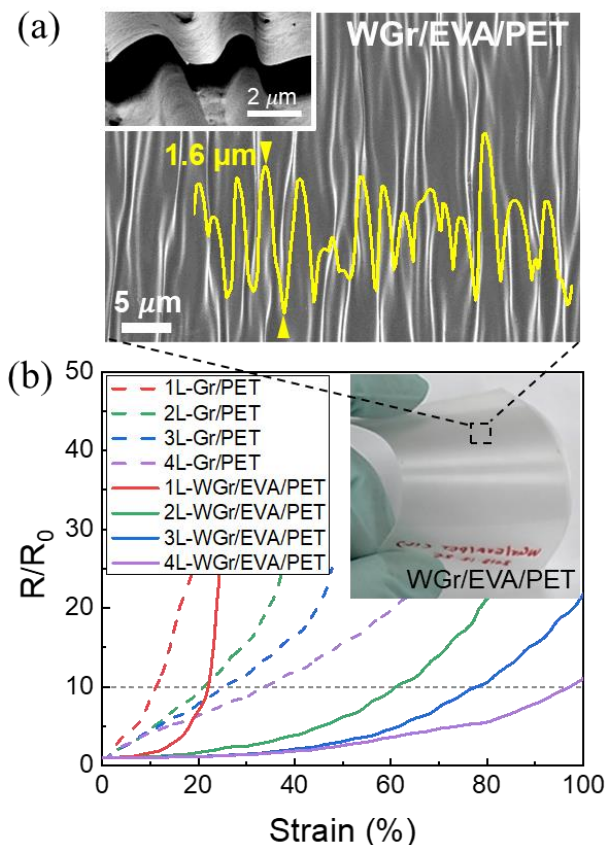 (a)
WGr/EVA/PET
2 μm
1.6 μm
5 μm
(b)
50
40
30
20
10
0
R/R₀
1L-Gr/PET
2L-Gr/PET
3L-Gr/PET
4L-Gr/PET
1L-WGr/EVA/PET
2L-WGr/EVA/PET
3L-WGr/EVA/PET
4L-WGr/EVA/PET
WGr/EVA/PET
0 20 40 60 80 100
Strain (%)